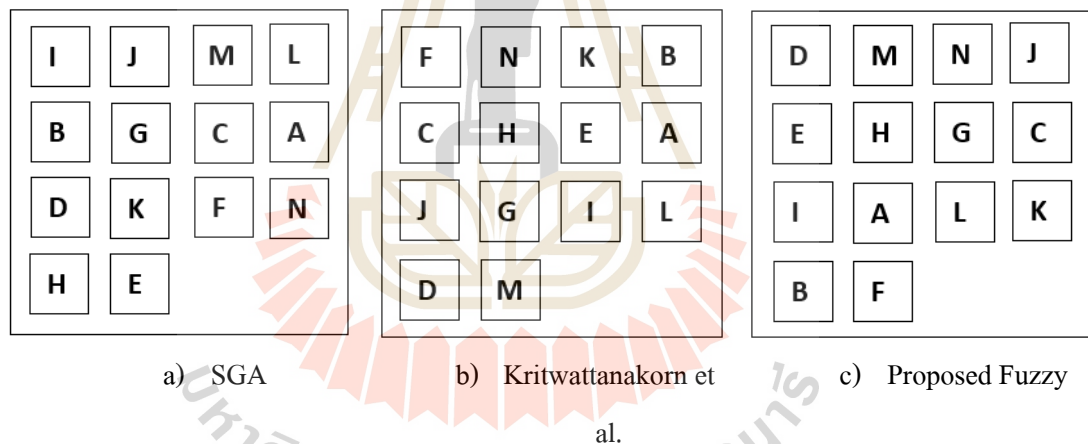 I J M L
B G C A
D K F N
H E
F N K B
C H E A
J G I L
D M
D M N J
E H G C
I A L K
B F
a) SGA
b) Kritwattanakorn et al.
c) Proposed Fuzzy